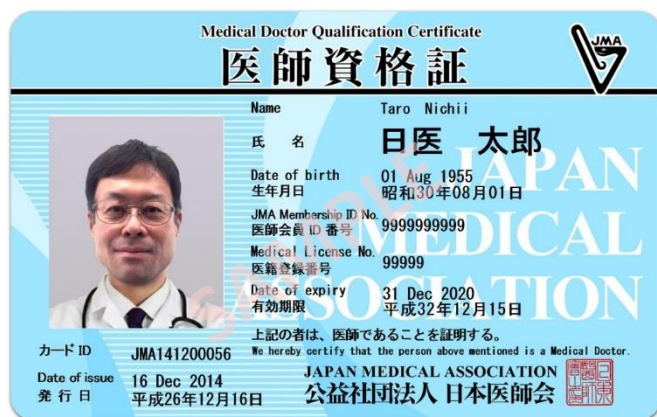 Medical Doctor Qualification Certificate
医師資格証
JMA
Name Taro Nichii
氏 名 日医 太郎
Date of birth 01 Aug 1955
生年月日 昭和30年08月01日
JMA Membership ID No.
医師会員 ID 番号 9999999999
Medical License No.
医籍登録番号 99999
Date of expiry 31 Dec 2020
有効期限 平成32年12月15日
上記の者は、医師であることを証明する。
We hereby certify that the person above mentioned is a Medical Doctor.
カード ID JMA141200056
Date of issue 16 Dec 2014
発行日 平成26年12月16日
JAPAN MEDICAL ASSOCIATION
公益社団法人 日本医師会
JAPAN
MEDICAL
ASSOCIATION
SAMPLE